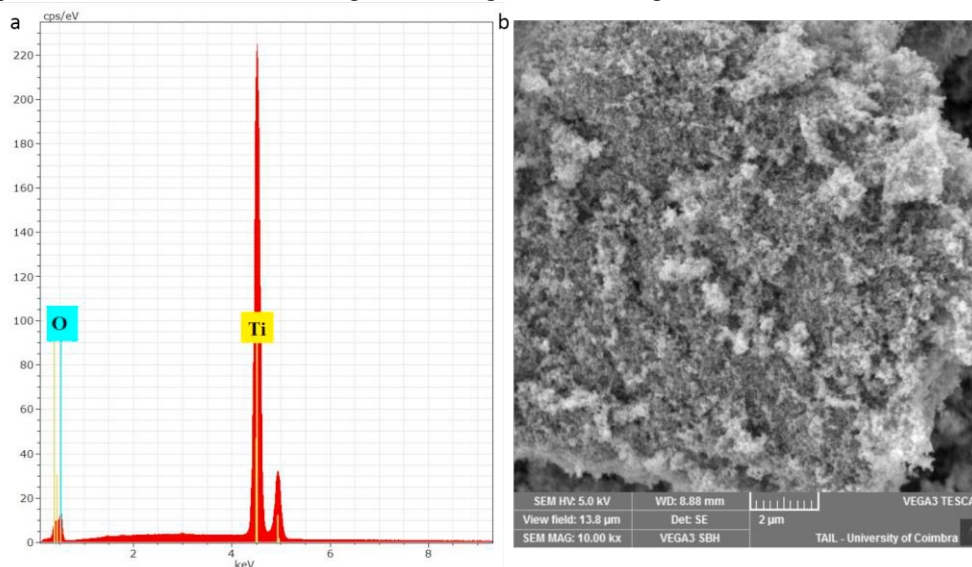 a
cps/eV
220
200
180
160
140
120
100
80
60
40
20
0
O
Ti
2
4
6
8
keV
b
SEM HV: 5.0 kV
WD: 8.88 mm
VEGA3 TESCA
View field: 13.8 µm
Det: SE
2 µm
SEM MAG: 10.00 kx
VEGA3 SBH
TAIL - University of Coimbra